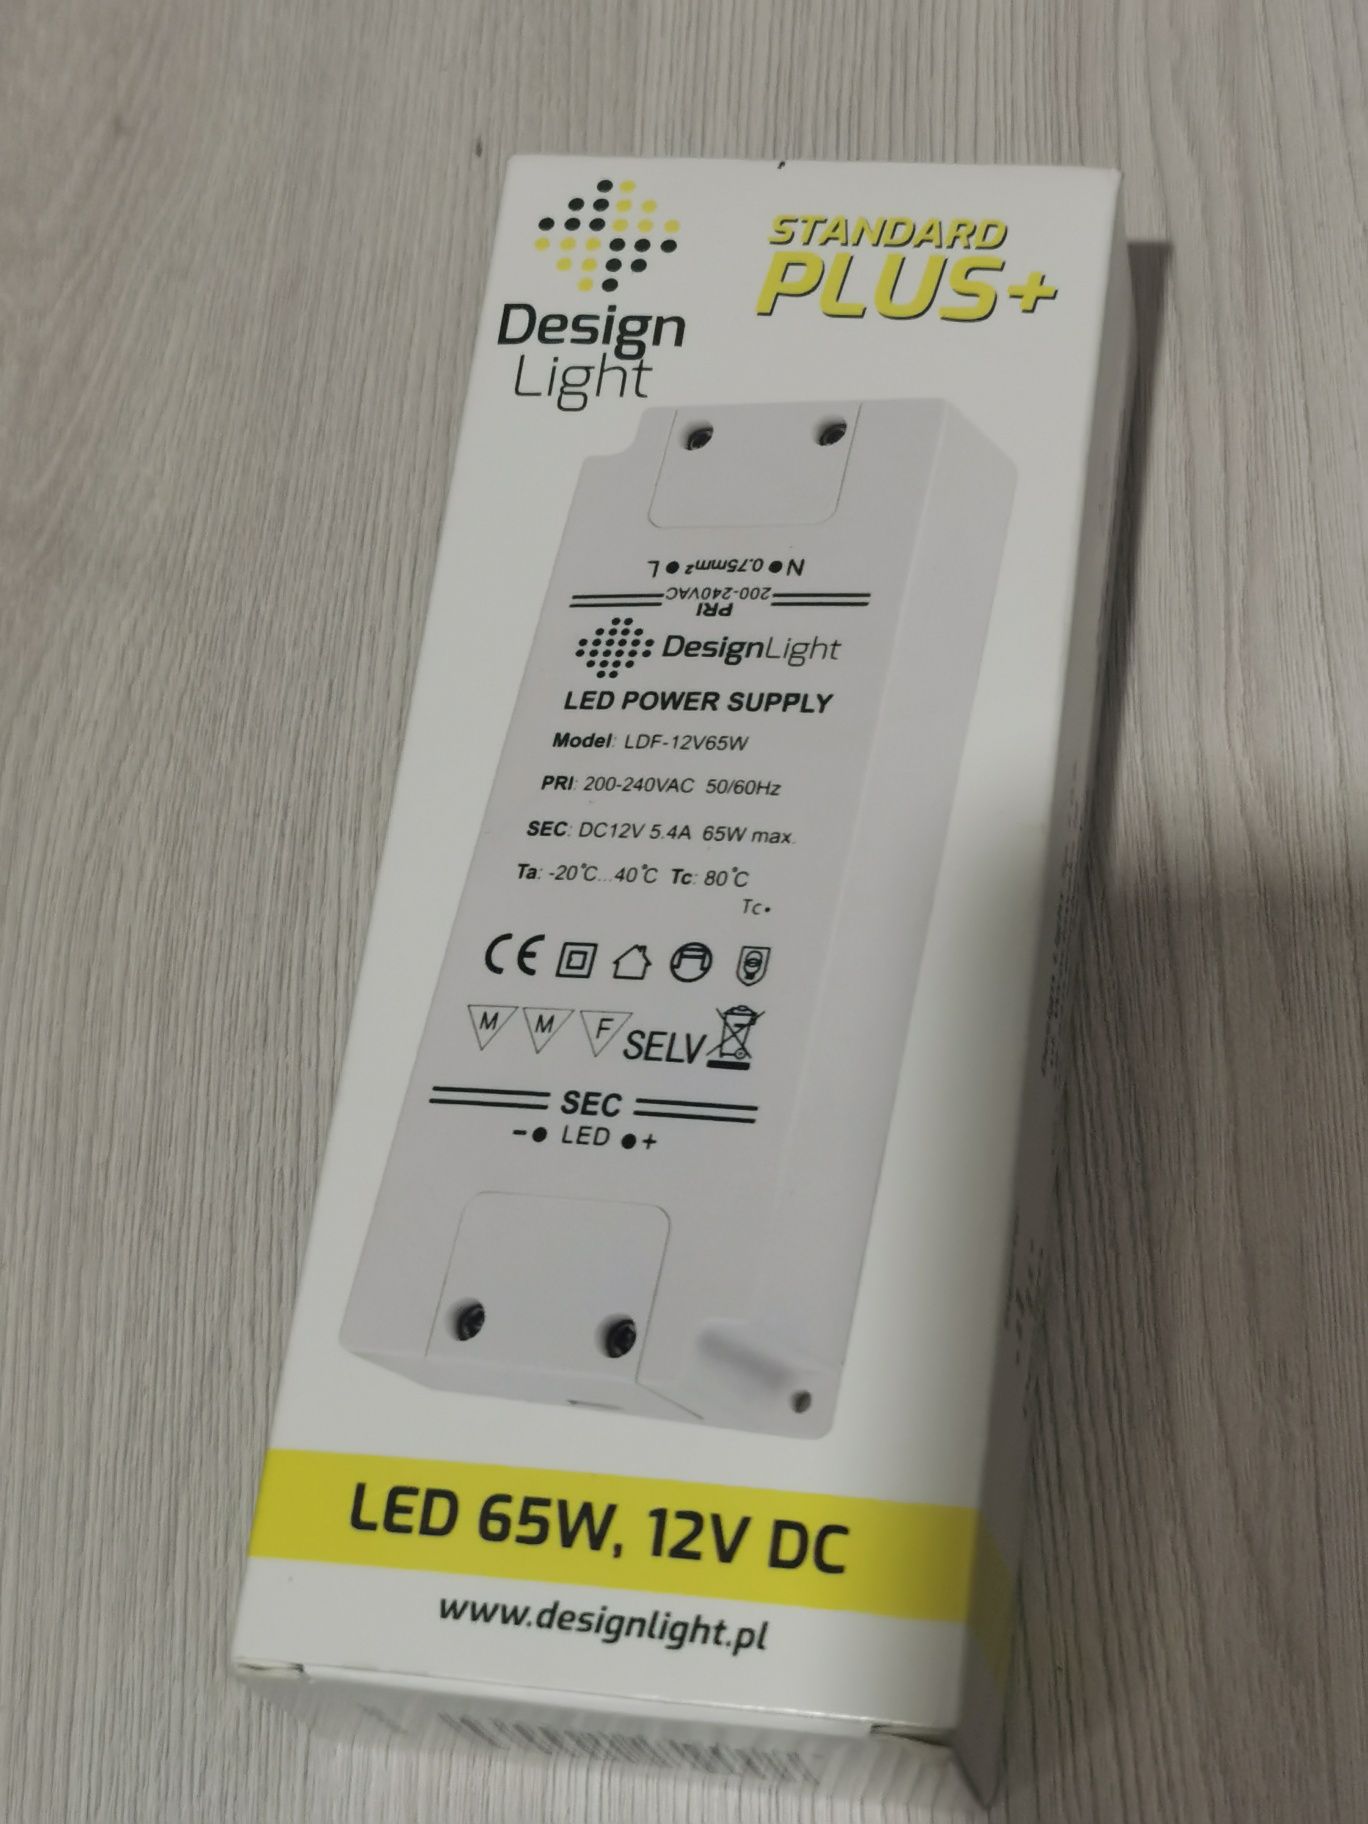 Design
Light
STANDARD
PLUS+
N 0.75mm² L
200-240VAC
PRI
DesignLight
LED POWER SUPPLY
Model: LDF-12V65W
PRI: 200-240VAC 50/60Hz
SEC: DC12V 5.4A 65W max.
Ta: -20°C...40°C Tc: 80°C
Tc•
CE
M M F SELV
SEC
-● LED ●+
LED 65W, 12V DC
www.designlight.pl